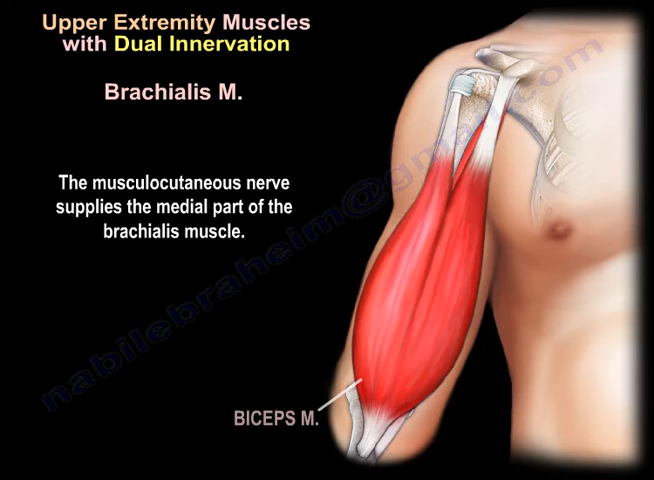 Upper Extremity Muscles
with Dual Innervation
Brachialis M.
The musculocutaneous nerve
supplies the medial part of the
brachialis muscle.
BICEPS M.
nabilebraheim@gmail.com